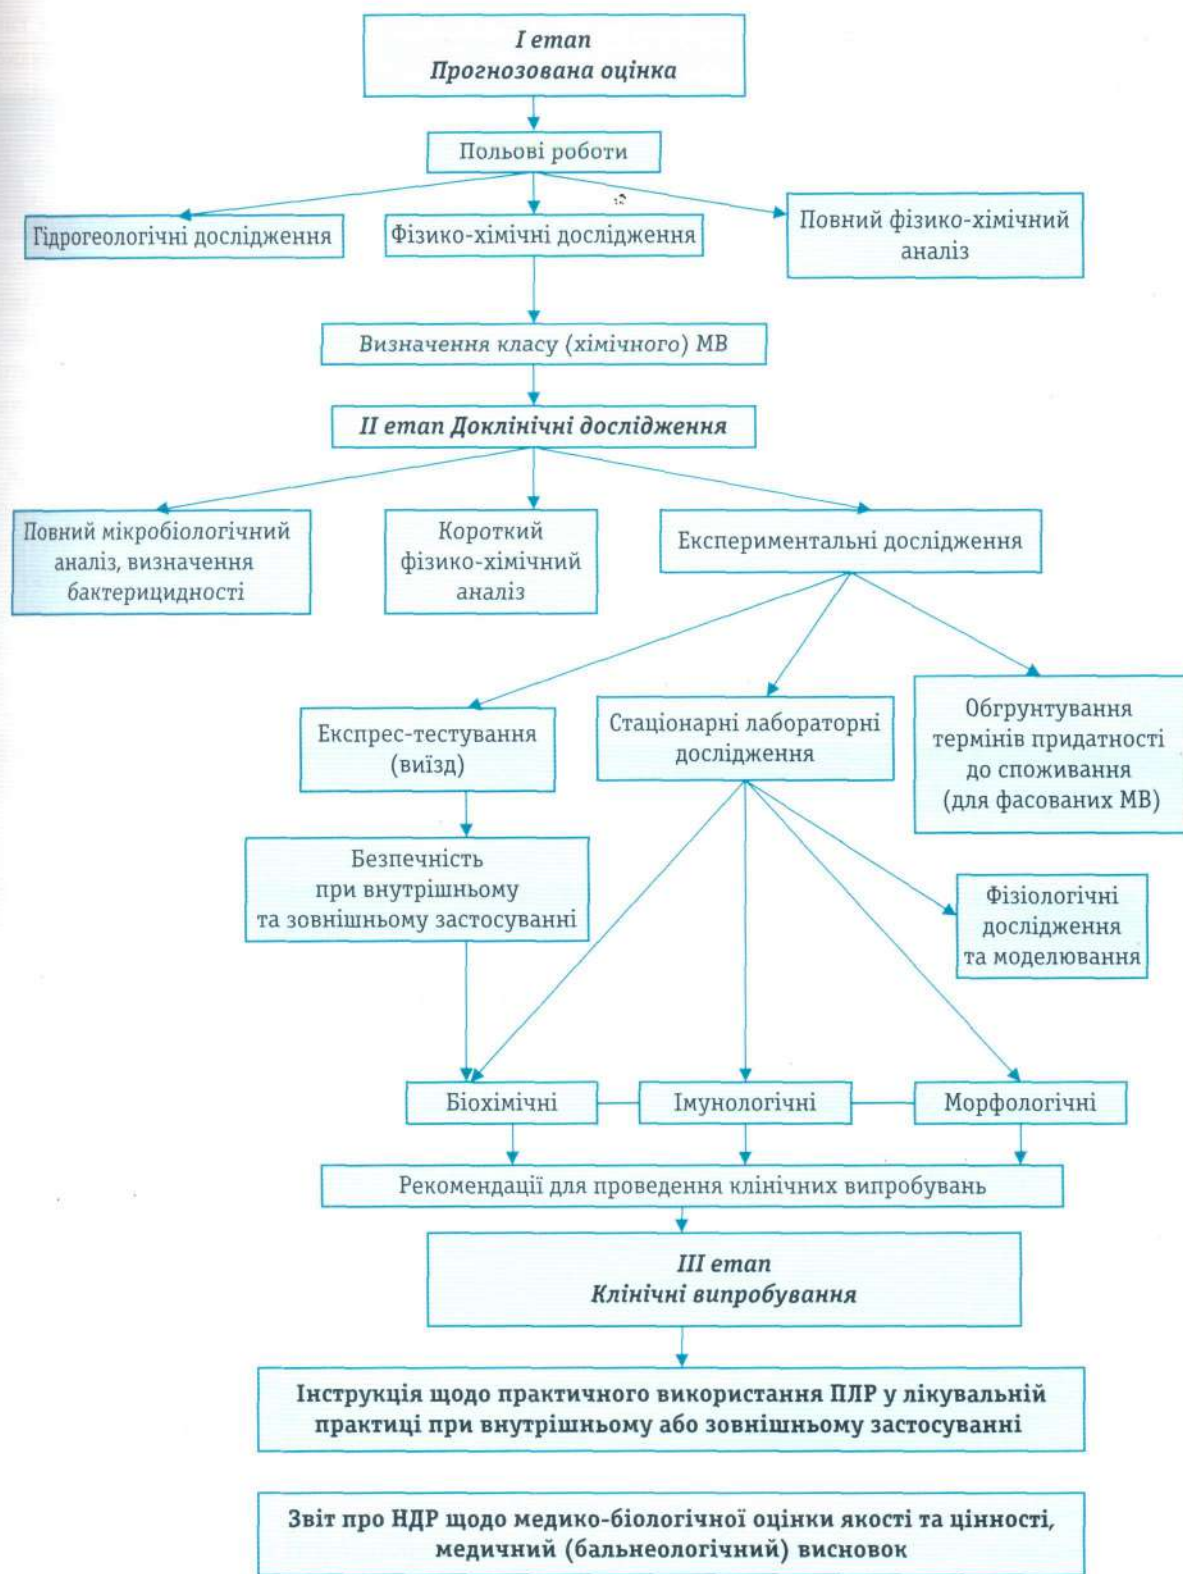 I етап
Прогнозована оцінка
Польові роботи
Гідрогеологічні дослідження
Фізико-хімічні дослідження
Повний фізико-хімічний
аналіз
Визначення класу (хімічного) МВ
II етап Доклінічні дослідження
Повний мікробіологічний
аналіз, визначення
бактерицидності
Короткий
фізико-хімічний
аналіз
Експериментальні дослідження
Експрес-тестування
(виїзд)
Стаціонарні лабораторні
дослідження
Обгрунтування
термінів придатності
до споживання
(для фасованих МВ)
Безпечність
при внутрішньому
та зовнішньому застосуванні
Фізіологічні
дослідження
та моделювання
Біохімічні
Імунологічні
Морфологічні
Рекомендації для проведення клінічних випробувань
III етап
Клінічні випробування
Інструкція щодо практичного використання ПЛР у лікувальній
практиці при внутрішньому або зовнішньому застосуванні
Звіт про НДР щодо медико-біологічної оцінки якості та цінності,
медичний (бальнеологічний) висновок